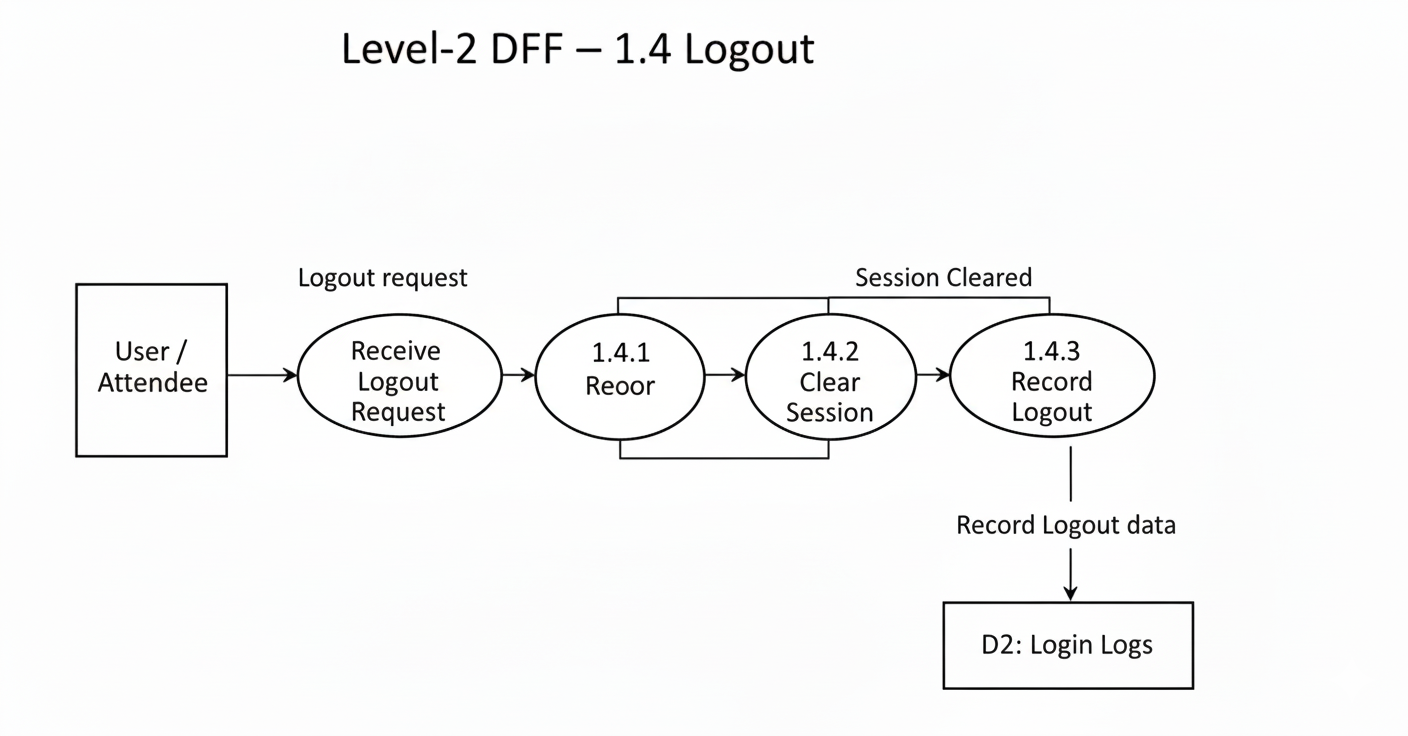 Level-2 DFF – 1.4 Logout
Logout request
Session Cleared
User /
Attendee
Receive
Logout
Request
1.4.1
Reoor
1.4.2
Clear
Session
1.4.3
Record
Logout
Record Logout data
D2: Login Logs